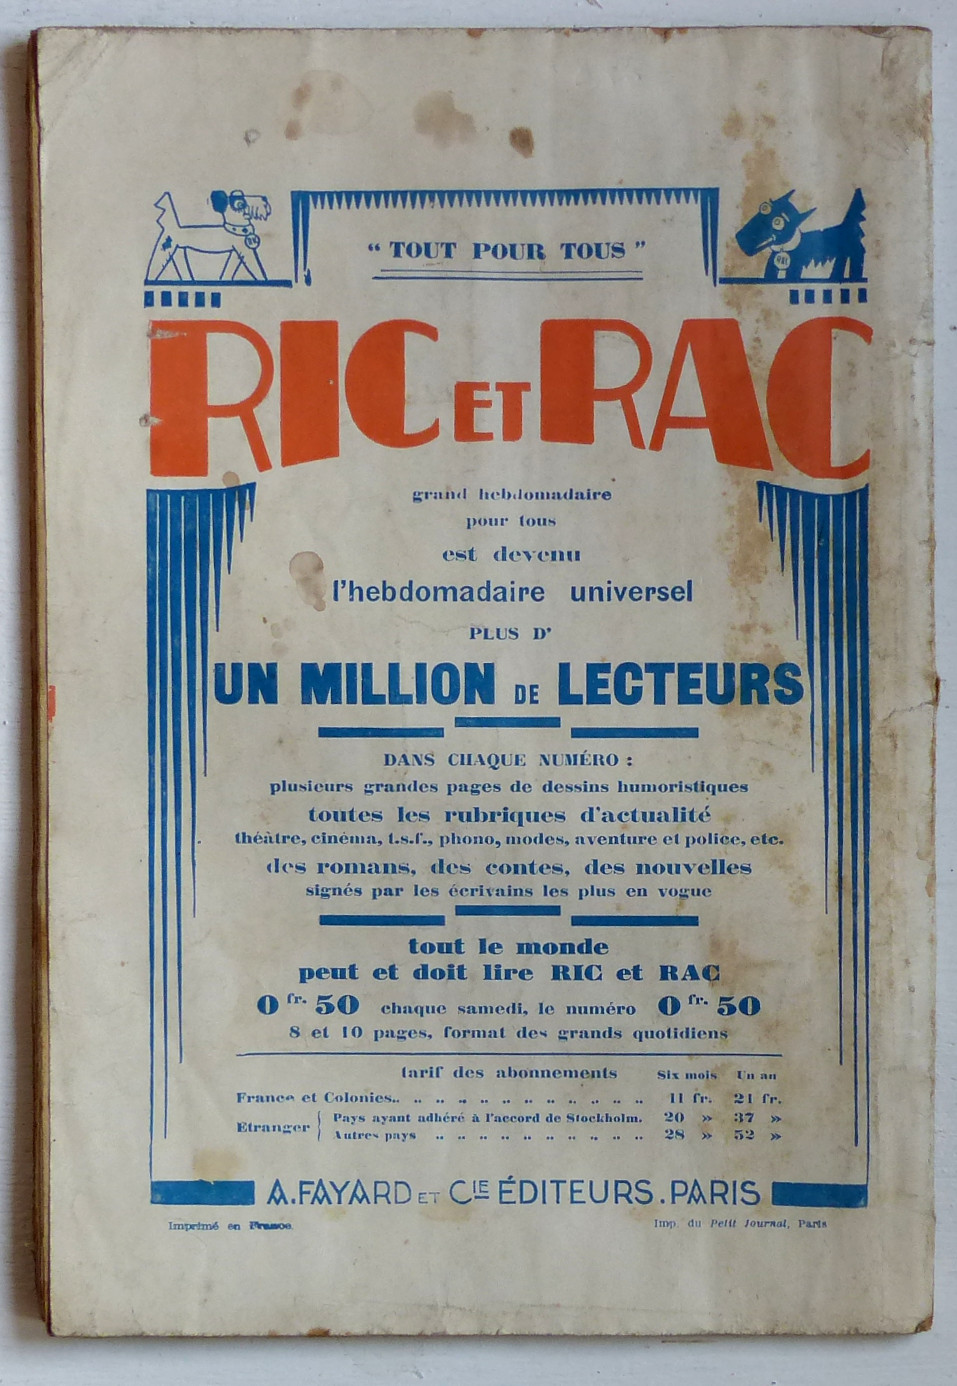 “ TOUT POUR TOUS ”
RIC
RAC
RIC ET RAC
grand hebdomadaire
pour tous
est devenu
l'hebdomadaire universel
PLUS D'
UN MILLION DE LECTEURS
DANS CHAQUE NUMÉRO :
plusieurs grandes pages de dessins humoristiques
toutes les rubriques d'actualité
théâtre, cinéma, t.s.f., phono, modes, aventure et police, etc.
des romans, des contes, des nouvelles
signés par les écrivains les plus en vogue
tout le monde
peut et doit lire RIC et RAC
0 fr. 50 chaque samedi, le numéro 0 fr. 50
8 et 10 pages, format des grands quotidiens
tarif des abonnements Six mois Un an
France et Colonies.. .. .. .. .. .. .. .. .. .. .. .. 11 fr. 21 fr.
Etranger { Pays ayant adhéré à l'accord de Stockholm. 20 » 37 »
Autres pays .. .. .. .. .. .. .. .. .. .. 28 » 52 »
A. FAYARD ET CIE ÉDITEURS. PARIS
Imprimé en France
Imp. du Petit Journal, Paris